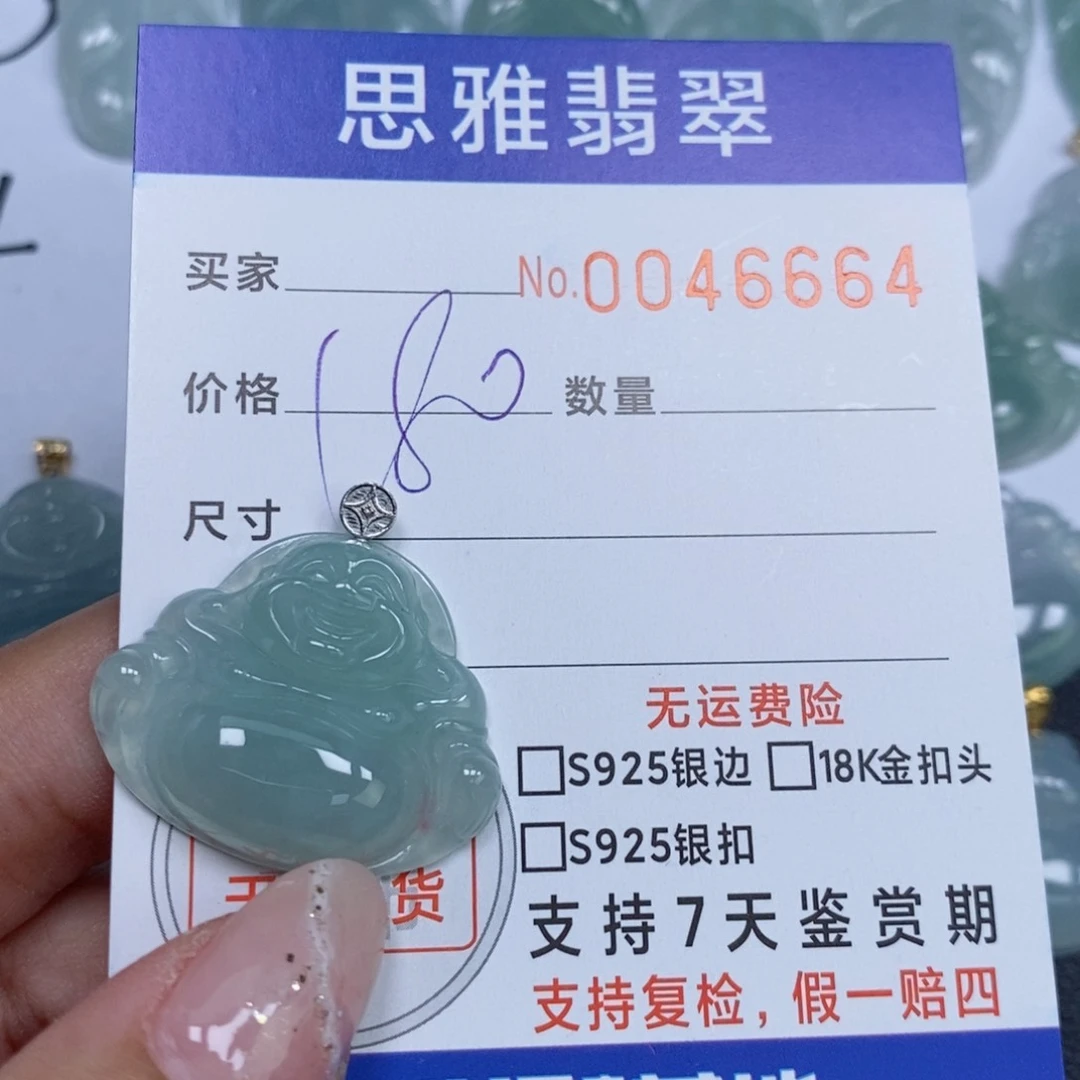 思雅翡翠
买家 No.0046664
价格 180 数量
尺寸
无运费险
S925银边 18K金扣头
S925银扣
货
支持7天鉴赏期
支持复检，假一赔四